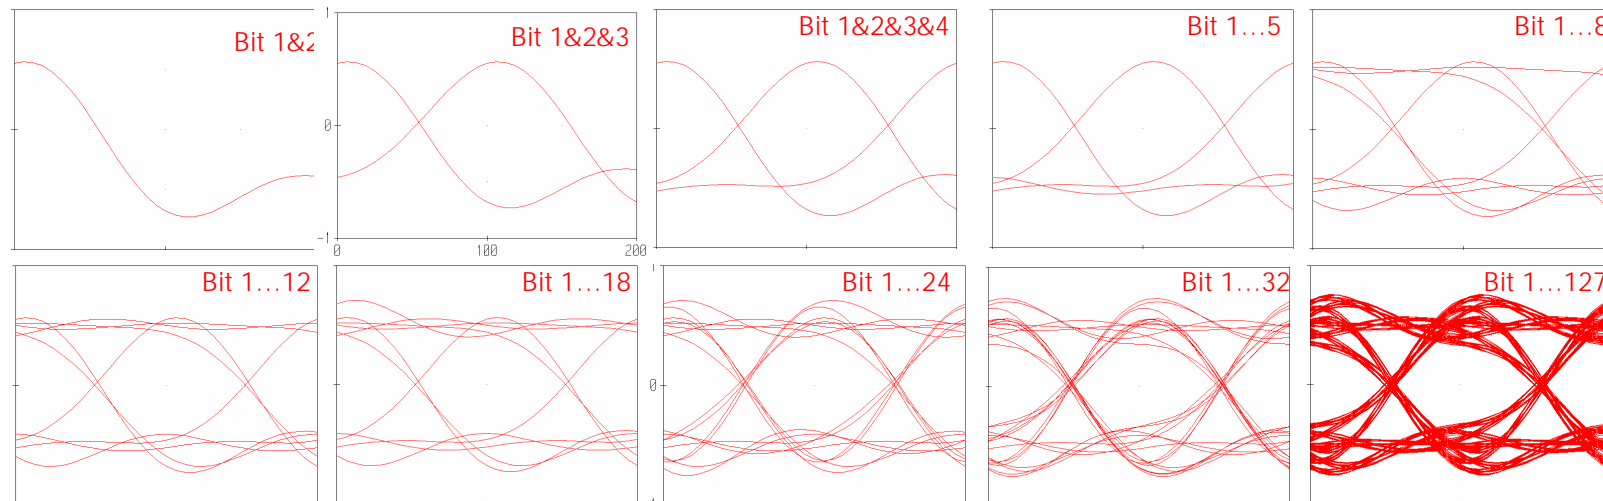 Bit 1&2
1
Bit 1&2&3
0
-1
0
100
200
Bit 1&2&3&4
Bit 1...5
Bit 1...8
Bit 1...12
Bit 1...18
1
Bit 1...24
0
Bit 1...32
Bit 1...127